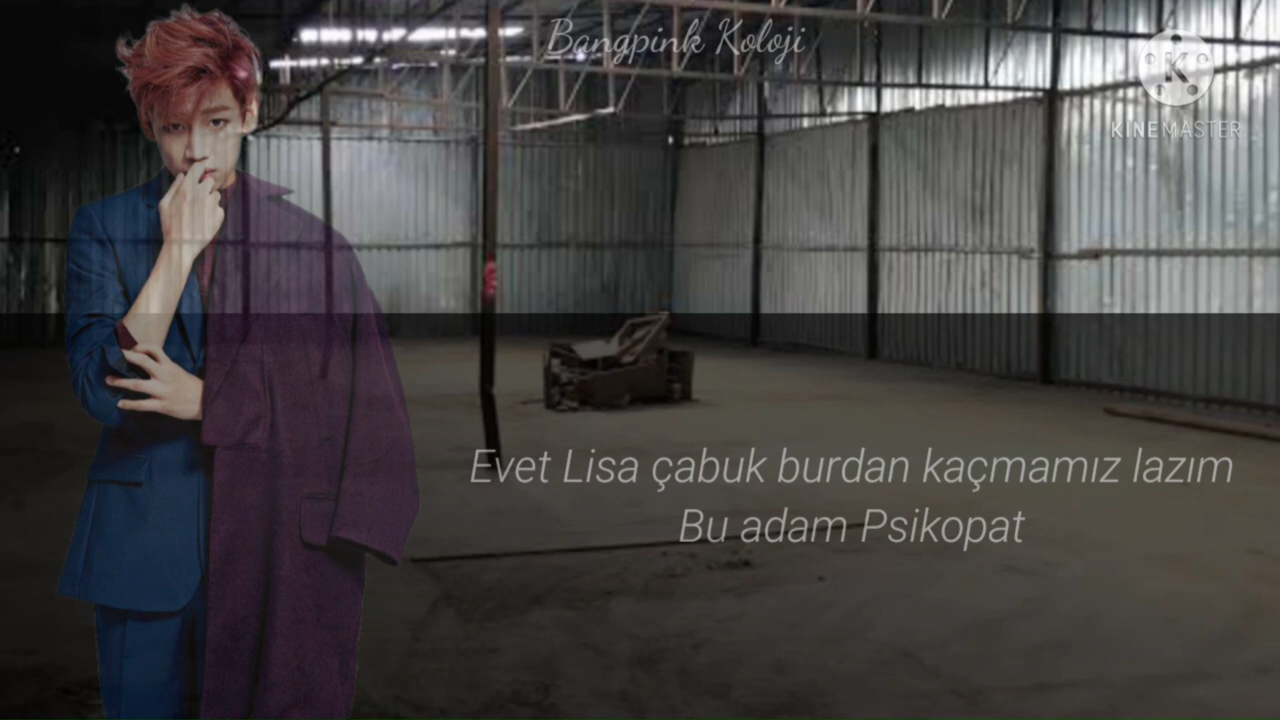 Bangpink Koloji
K
KINEMASTER
Evet Lisa çabuk burdan kaçmamız lazım
Bu adam Psikopat